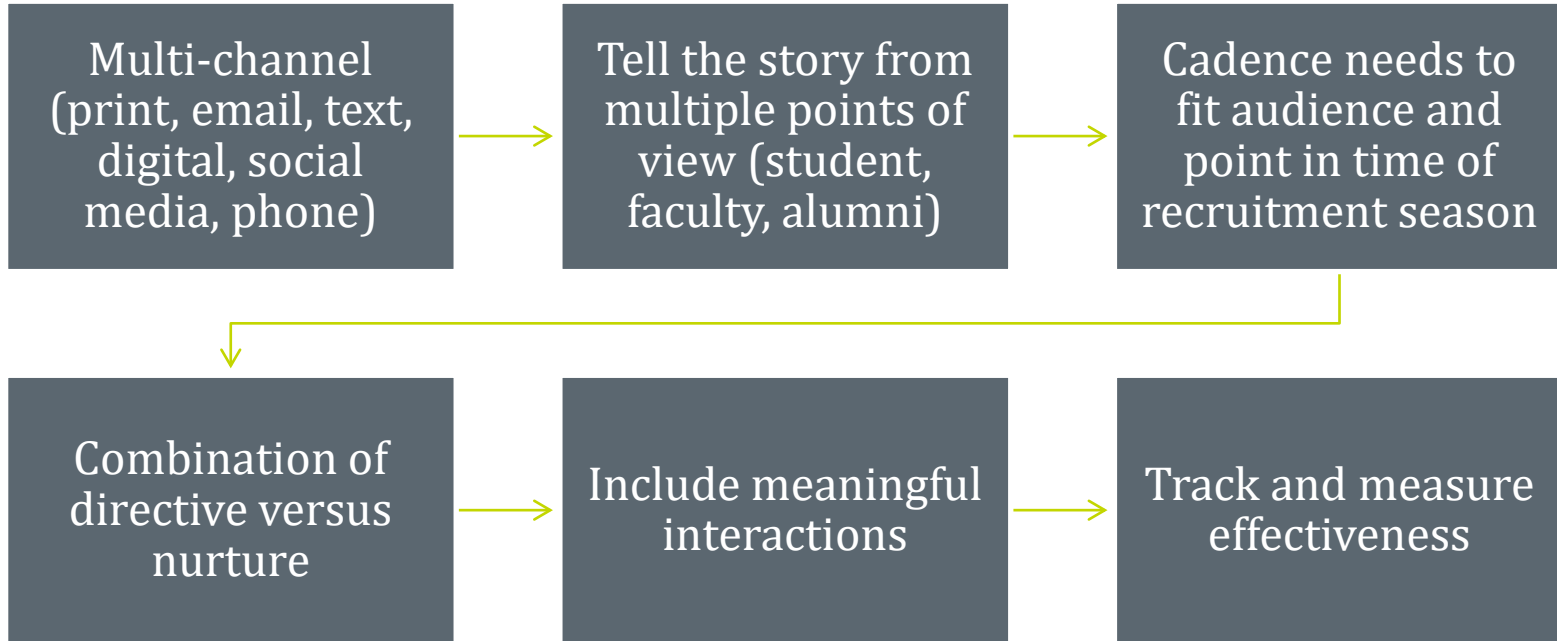 Multi-channel
(print, email, text,
digital, social
media, phone)
Tell the story from
multiple points of
view (student,
faculty, alumni)
Cadence needs to
fit audience and
point in time of
recruitment season
Combination of
directive versus
nurture
Include meaningful
interactions
Track and measure
effectiveness